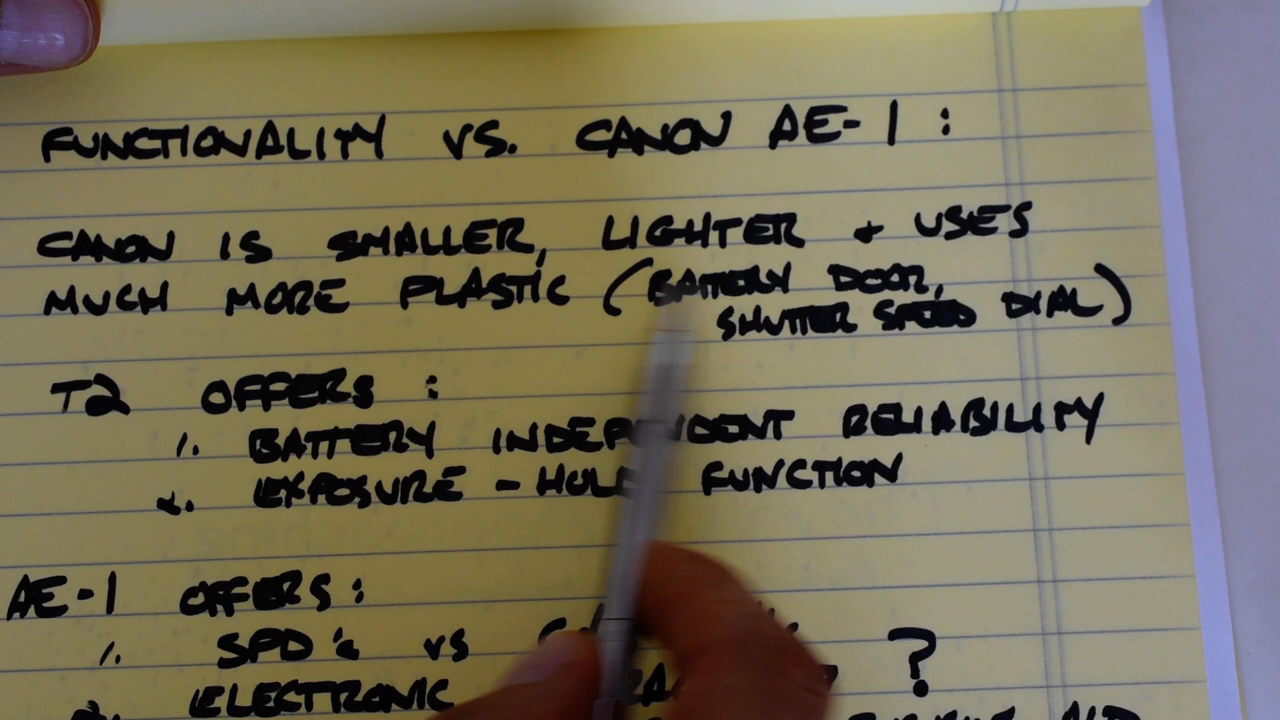 FUNCTIONALITY VS. CANON AE-1 :
CANON IS SMALLER, LIGHTER + USES
MUCH MORE PLASTIC (BATTERY DOOR,
SHUTTER SPEED DIAL)
T2 OFFERS :
1. BATTERY INDEPENDENT RELIABILITY
2. EXPOSURE - HOLD FUNCTION
AE-1 OFFERS :
1. SPD's VS ?
2. ELECTRONIC